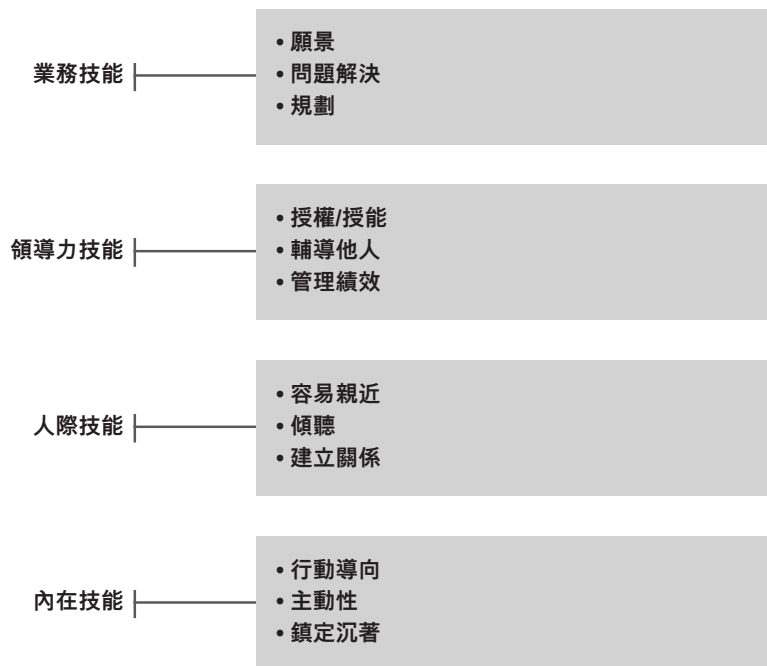 業務技能
• 願景
• 問題解決
• 規劃
領導力技能
• 授權/授能
• 輔導他人
• 管理績效
人際技能
• 容易親近
• 傾聽
• 建立關係
內在技能
• 行動導向
• 主動性
• 鎮定沉著